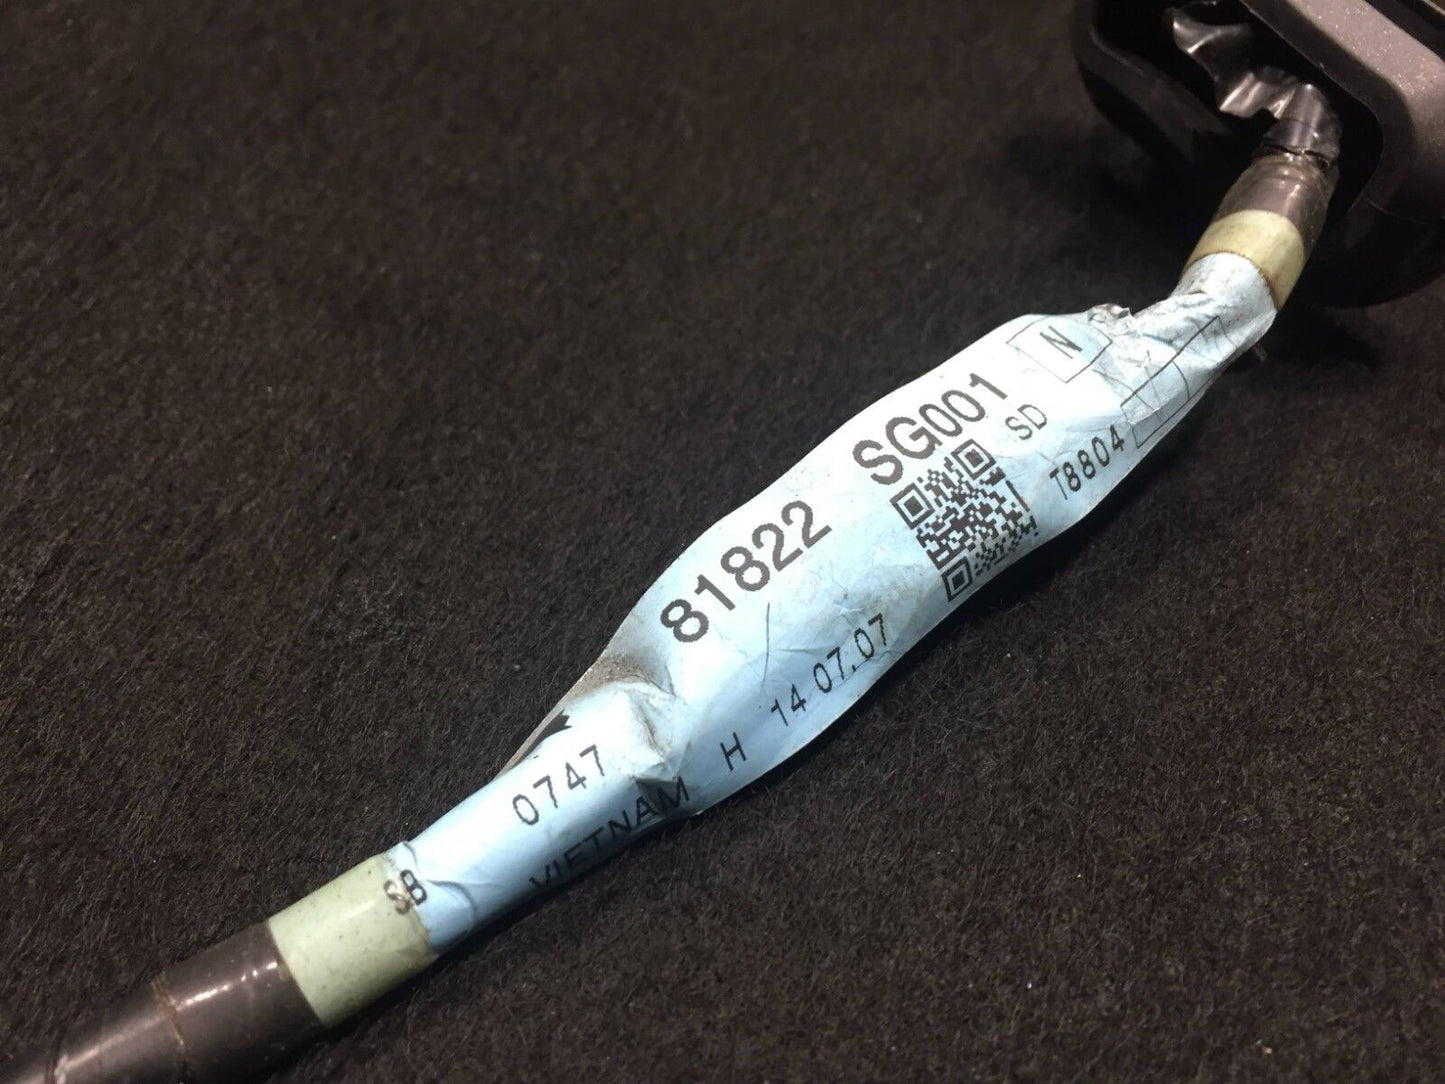 N
81822 SG001
SD
T8804
14.07.07
H
0747
VIETNAM
SB